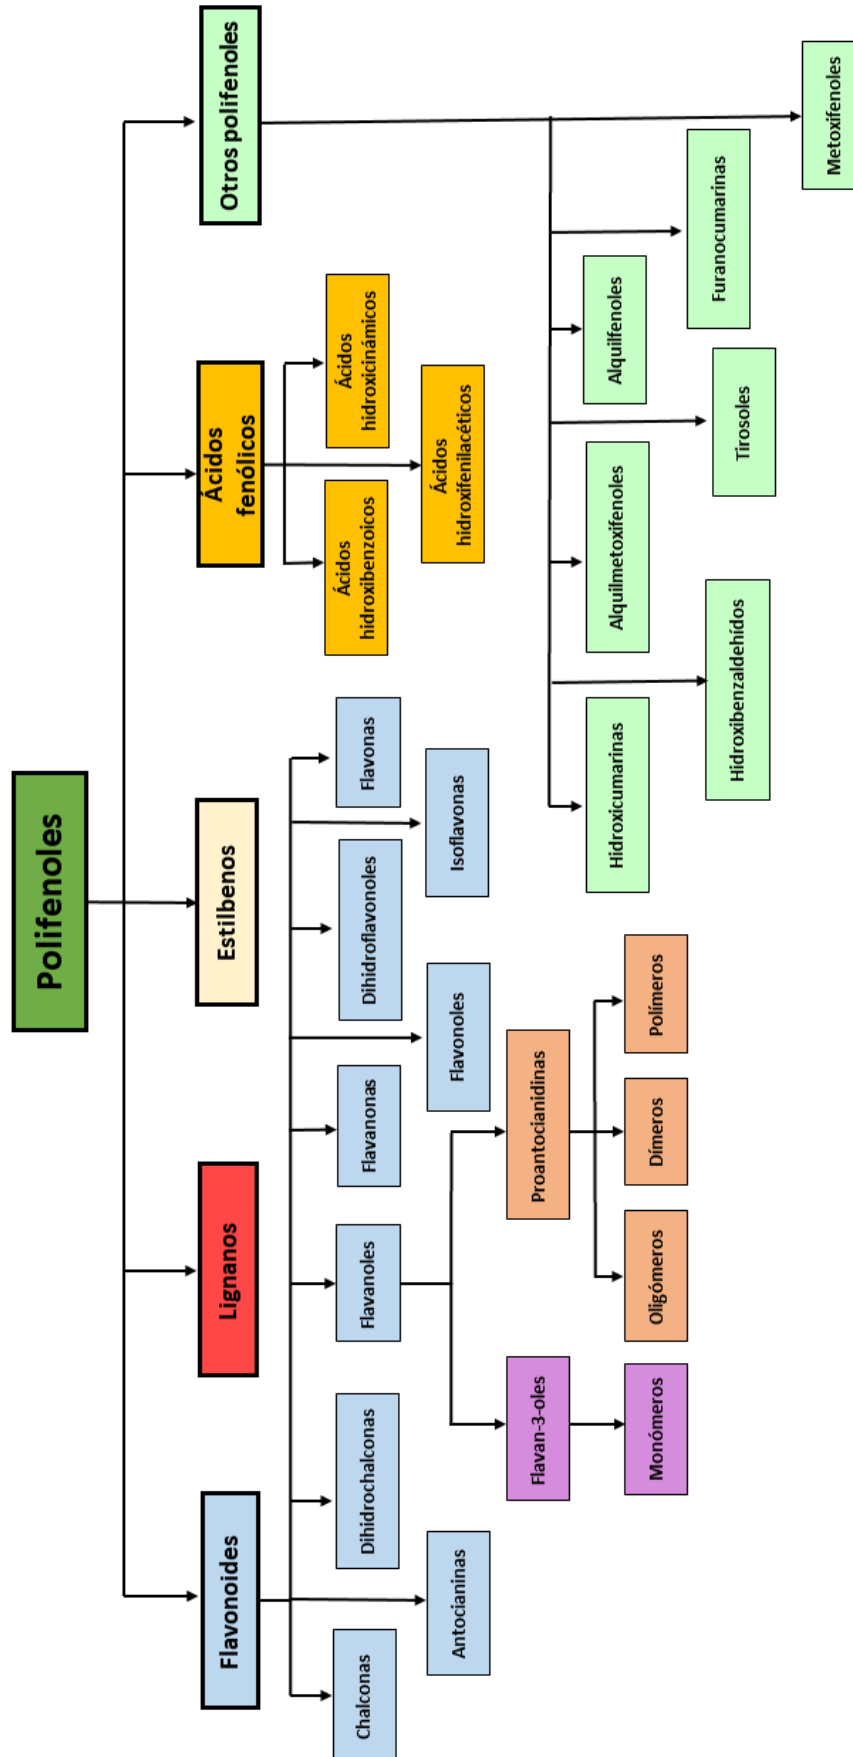 Polifenoles
Flavonoides
Lignanos
Estilbenos
Ácidos
fenólicos
Otros polifenoles
Chalconas
Antocianinas
Dihidrochalconas
Flavanoles
Flavanonas
Flavonoles
Dihidroflavonoles
Isoflavonas
Flavonas
Flavan-3-oles
Monómeros
Proantocianidinas
Oligómeros
Dímeros
Polímeros
Ácidos
hidroxibenzoicos
Ácidos
hidroxifenilacéticos
Ácidos
hidroxicinámicos
Hidroxicumarinas
Hidroxibenzaldehídos
Alquilmetoxifenoles
Tirosoles
Alquilfenoles
Furanocumarinas
Metoxifenoles